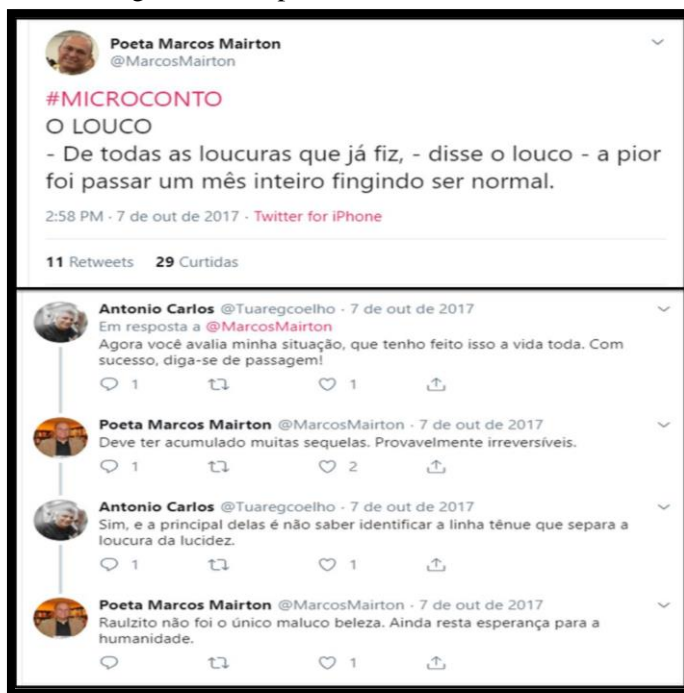 Poeta Marcos Mairton
@MarcosMairton
#MICROCONTO
O LOUCO
- De todas as loucuras que já fiz, - disse o louco - a pior
foi passar um mês inteiro fingindo ser normal.
2:58 PM · 7 de out de 2017 · Twitter for iPhone
11 Retweets 29 Curtidas
Antonio Carlos @Tuaregcoelho · 7 de out de 2017
Em resposta a @MarcosMairton
Agora você avalia minha situação, que tenho feito isso a vida toda. Com
sucesso, diga-se de passagem!
1 1
Poeta Marcos Mairton @MarcosMairton · 7 de out de 2017
Deve ter acumulado muitas sequelas. Provavelmente irreversíveis.
1 2
Antonio Carlos @Tuaregcoelho · 7 de out de 2017
Sim, e a principal delas é não saber identificar a linha tênue que separa a
loucura da lucidez.
1 1
Poeta Marcos Mairton @MarcosMairton · 7 de out de 2017
Raulzito não foi o único maluco beleza. Ainda resta esperança para a
humanidade.
1